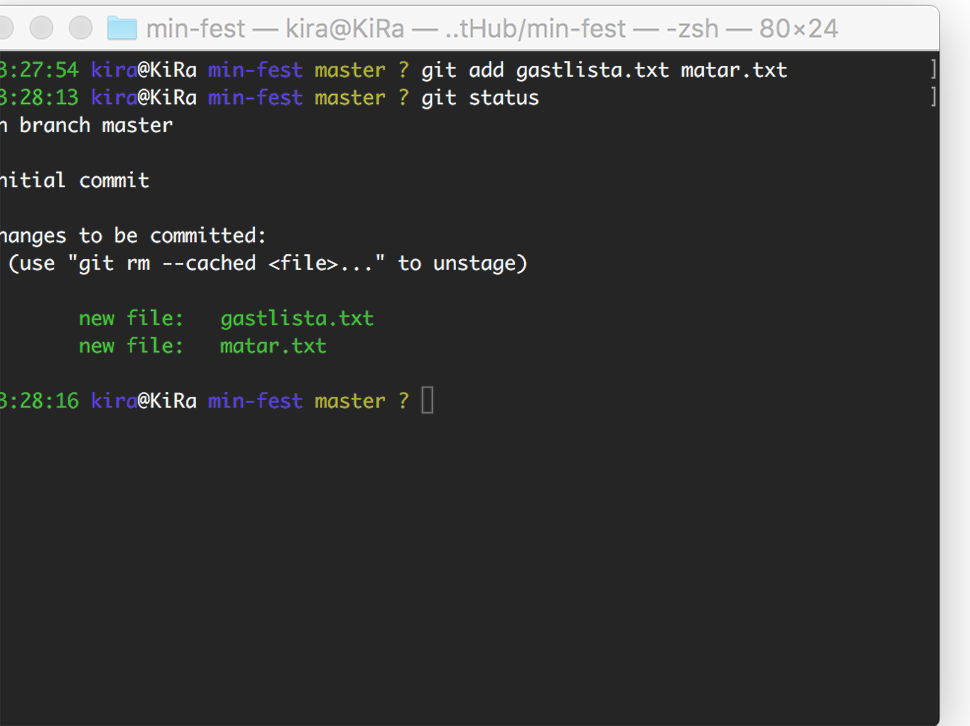 min-fest — kira@KiRa — ..tHub/min-fest — -zsh — 80×24
3:27:54 kira@KiRa min-fest master ? git add gastlista.txt matar.txt ]
3:28:13 kira@KiRa min-fest master ? git status ]
n branch master
nitial commit
hanges to be committed:
(use "git rm --cached <file>..." to unstage)
new file: gastlista.txt
new file: matar.txt
3:28:16 kira@KiRa min-fest master ?